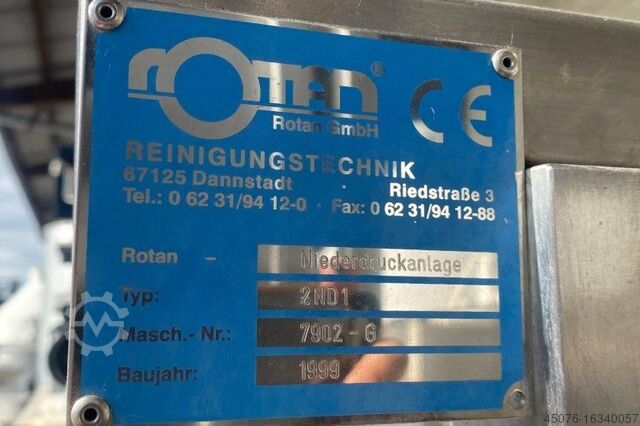 ROTAN®
Rotan GmbH
CE
REINIGUNGSTECHNIK
67125 Dannstadt Riedstraße 3
Tel.: 0 62 31/94 12-0 · Fax: 0 62 31/94 12-88
Rotan - Niederdruckanlage
Typ: 2ND1
Masch.- Nr.: 7902-G
Baujahr: 1999
45076-16340057